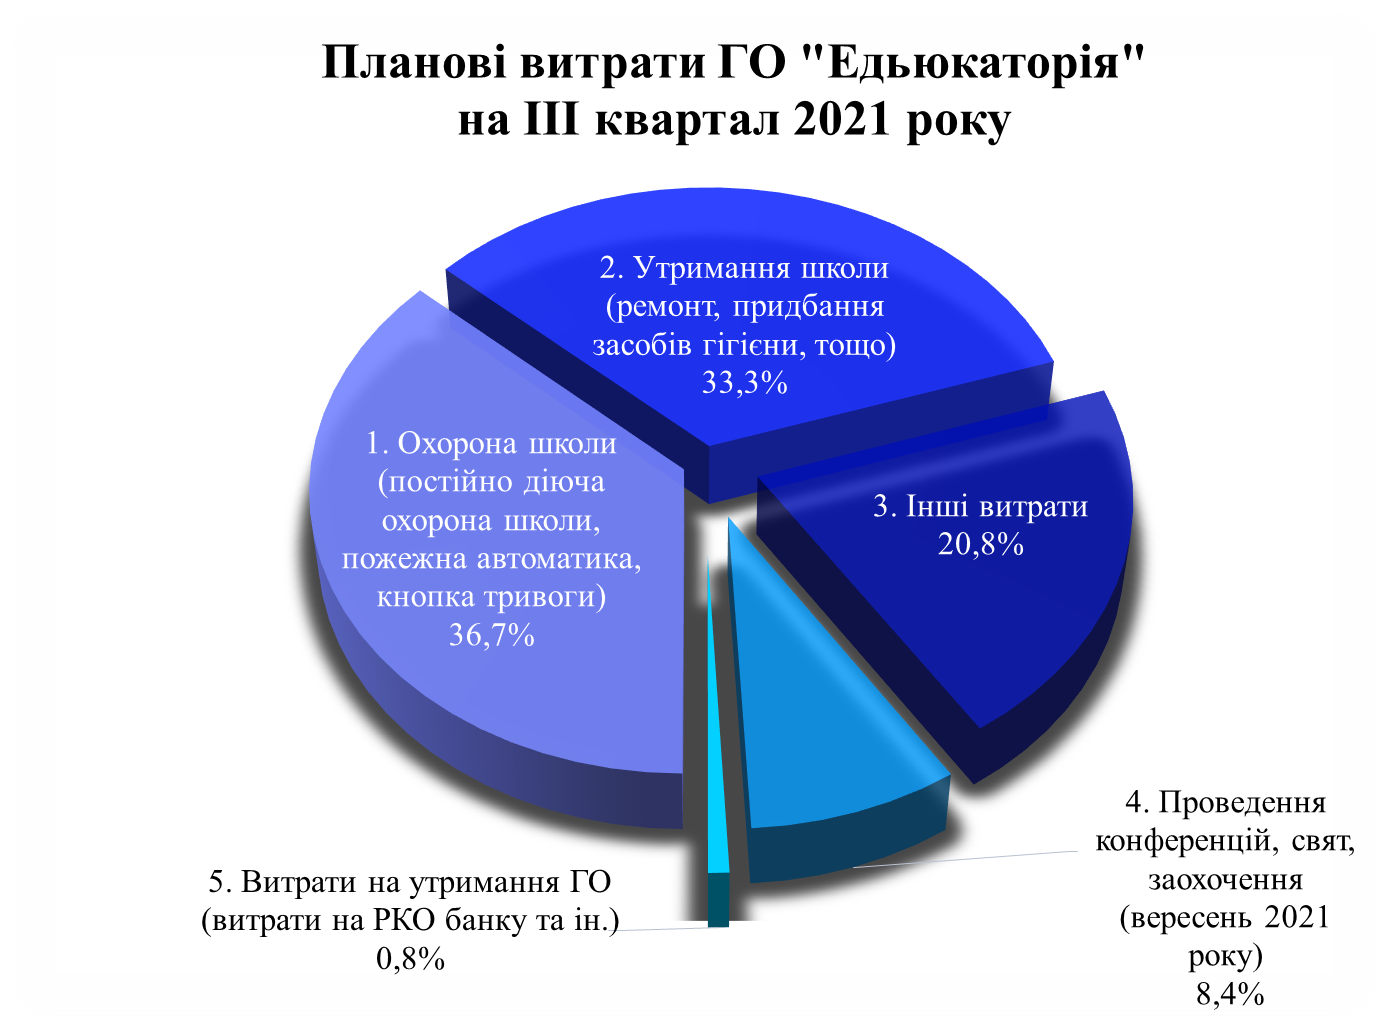 Планові витрати ГО "Едьюкаторія"
на ІІІ квартал 2021 року
2. Утримання школи
(ремонт, придбання
засобів гігієни, тощо)
33,3%
1. Охорона школи
(постійно діюча
охорона школи,
пожежна автоматика,
кнопка тривоги)
36,7%
3. Інші витрати
20,8%
4. Проведення
конференцій, свят,
заохочення
(вересень 2021
року)
8,4%
5. Витрати на утримання ГО
(витрати на РКО банку та ін.)
0,8%